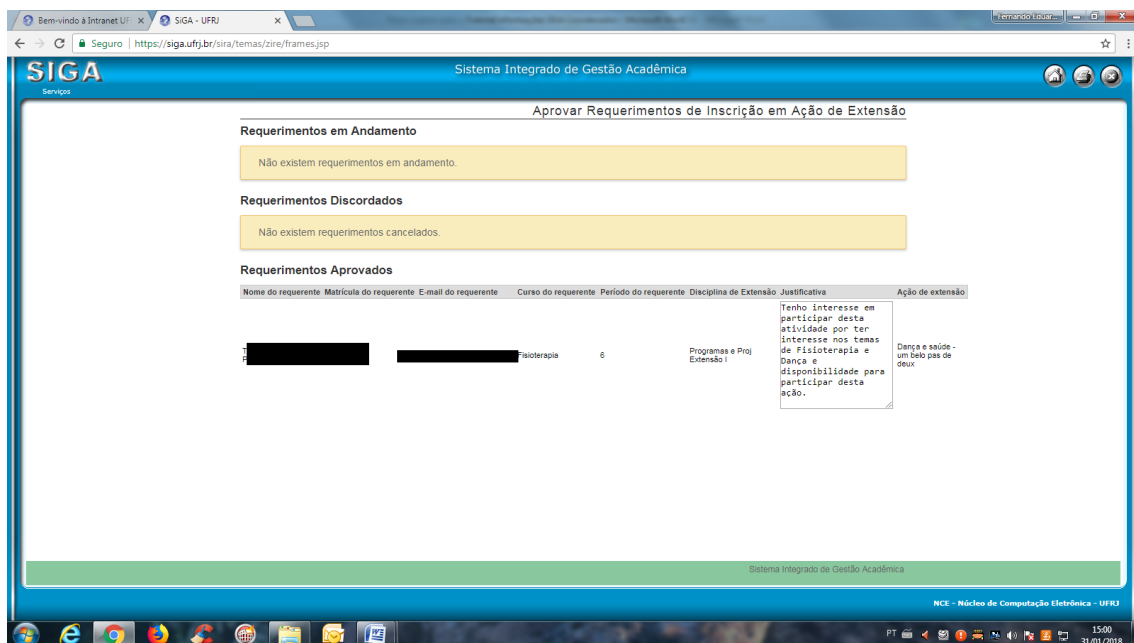 Bem-vindo à Intranet UF
SiGA - UFRJ
Fernando Eduar...
Seguro | https://siga.ufrj.br/sira/temas/zire/frames.jsp
SIGA
Serviços
Sistema Integrado de Gestão Acadêmica
Aprovar Requerimentos de Inscrição em Ação de Extensão
Requerimentos em Andamento
Não existem requerimentos em andamento.
Requerimentos Discordados
Não existem requerimentos cancelados.
Requerimentos Aprovados
Nome do requerente Matrícula do requerente E-mail do requerente Curso do requerente Período do requerente Disciplina de Extensão Justificativa Ação de extensão
Tenho interesse em
participar desta
atividade por ter
interesse nos temas
de Fisioterapia e
Dança e
disponibilidade para
participar desta
ação.
T
P
Fisioterapia
6
Programas e Proj
Extensão I
Dança e saúde -
um belo pas de
deux
Sistema Integrado de Gestão Acadêmica
NCE - Núcleo de Computação Eletrônica - UFRJ
PT
15:00
31/01/2018